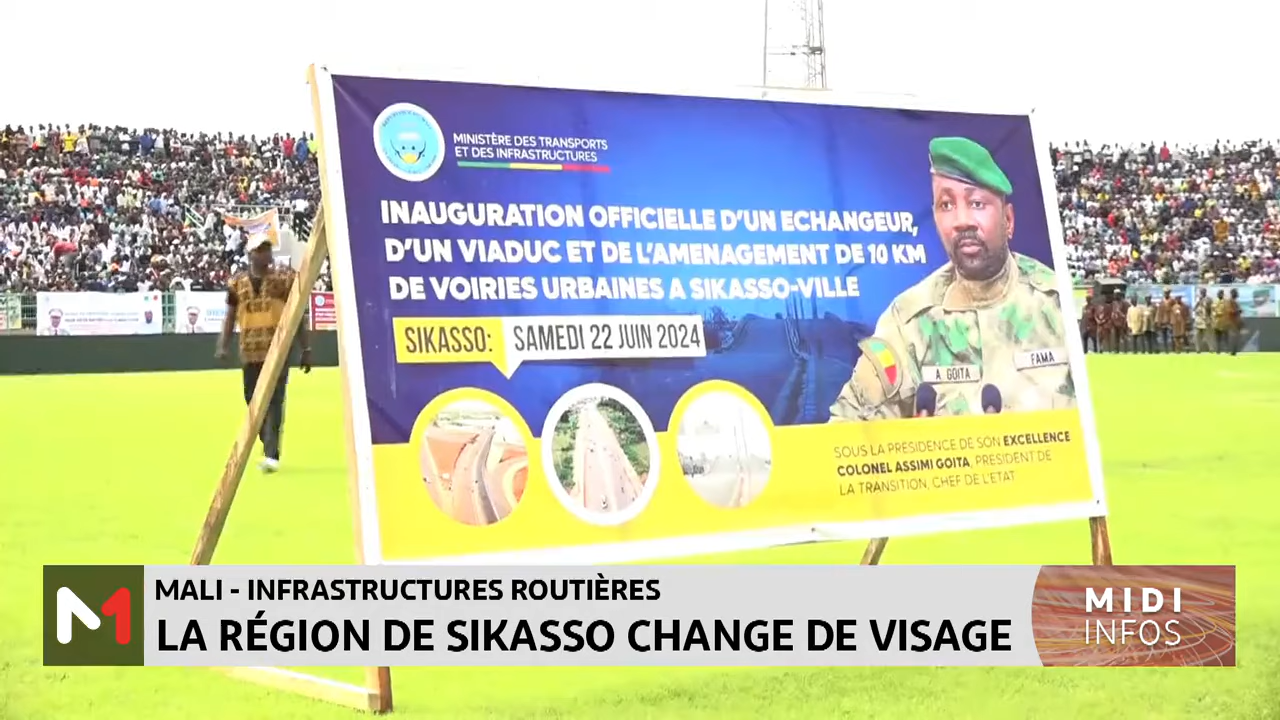 MINISTÈRE DES TRANSPORTS
ET DES INFRASTRUCTURES
INAUGURATION OFFICIELLE D'UN ECHANGEUR,
D'UN VIADUC ET DE L'AMENAGEMENT DE 10 KM
DE VOIRIES URBAINES A SIKASSO-VILLE
SIKASSO: SAMEDI 22 JUIN 2024
FAMA
A. GOITA
SOUS LA PRESIDENCE DE SON EXCELLENCE
COLONEL ASSIMI GOITA, PRESIDENT DE
LA TRANSITION, CHEF DE L'ETAT
M1
MALI - INFRASTRUCTURES ROUTIÈRES
LA RÉGION DE SIKASSO CHANGE DE VISAGE
MIDI
INFOS